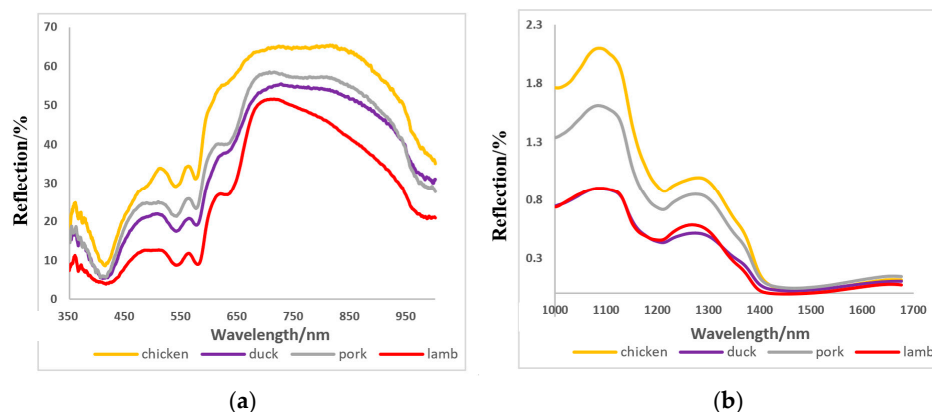 70
60
50
40
30
20
10
0
Reflection/%
350 450 550 650 750 850 950
Wavelength/nm
chicken duck pork lamb
(a)
2.3
1.8
1.3
0.8
0.3
Reflection/%
1000 1100 1200 1300 1400 1500 1600 1700
Wavelength/nm
chicken duck pork lamb
(b)